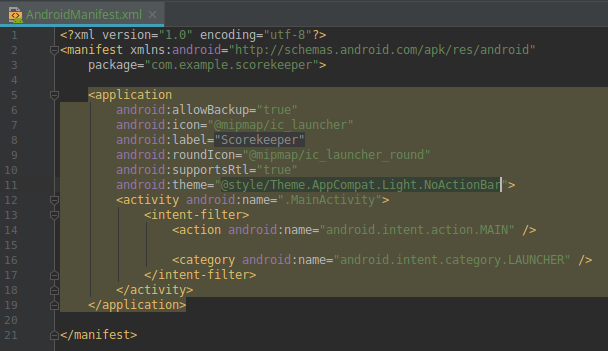 AndroidManifest.xml
1 <?xml version="1.0" encoding="utf-8"?>
2 <manifest xmlns:android="http://schemas.android.com/apk/res/android"
3     package="com.example.scorekeeper">
4
5     <application
6         android:allowBackup="true"
7         android:icon="@mipmap/ic_launcher"
8         android:label="Scorekeeper"
9         android:roundIcon="@mipmap/ic_launcher_round"
10         android:supportsRtl="true"
11         android:theme="@style/Theme.AppCompat.Light.NoActionBar">
12         <activity android:name=".MainActivity">
13             <intent-filter>
14                 <action android:name="android.intent.action.MAIN" />
15
16                 <category android:name="android.intent.category.LAUNCHER" />
17             </intent-filter>
18         </activity>
19     </application>
20
21 </manifest>